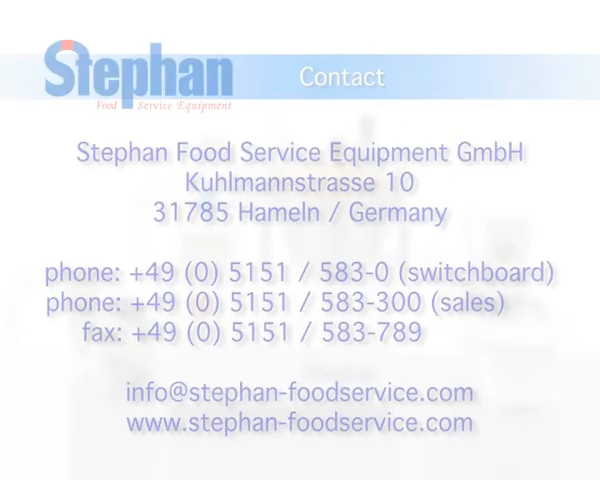 Stephan
Food Service Equipment
Contact
Stephan Food Service Equipment GmbH
Kuhlmannstrasse 10
31785 Hameln / Germany
phone: +49 (0) 5151 / 583-0 (switchboard)
phone: +49 (0) 5151 / 583-300 (sales)
fax: +49 (0) 5151 / 583-789
info@stephan-foodservice.com
www.stephan-foodservice.com